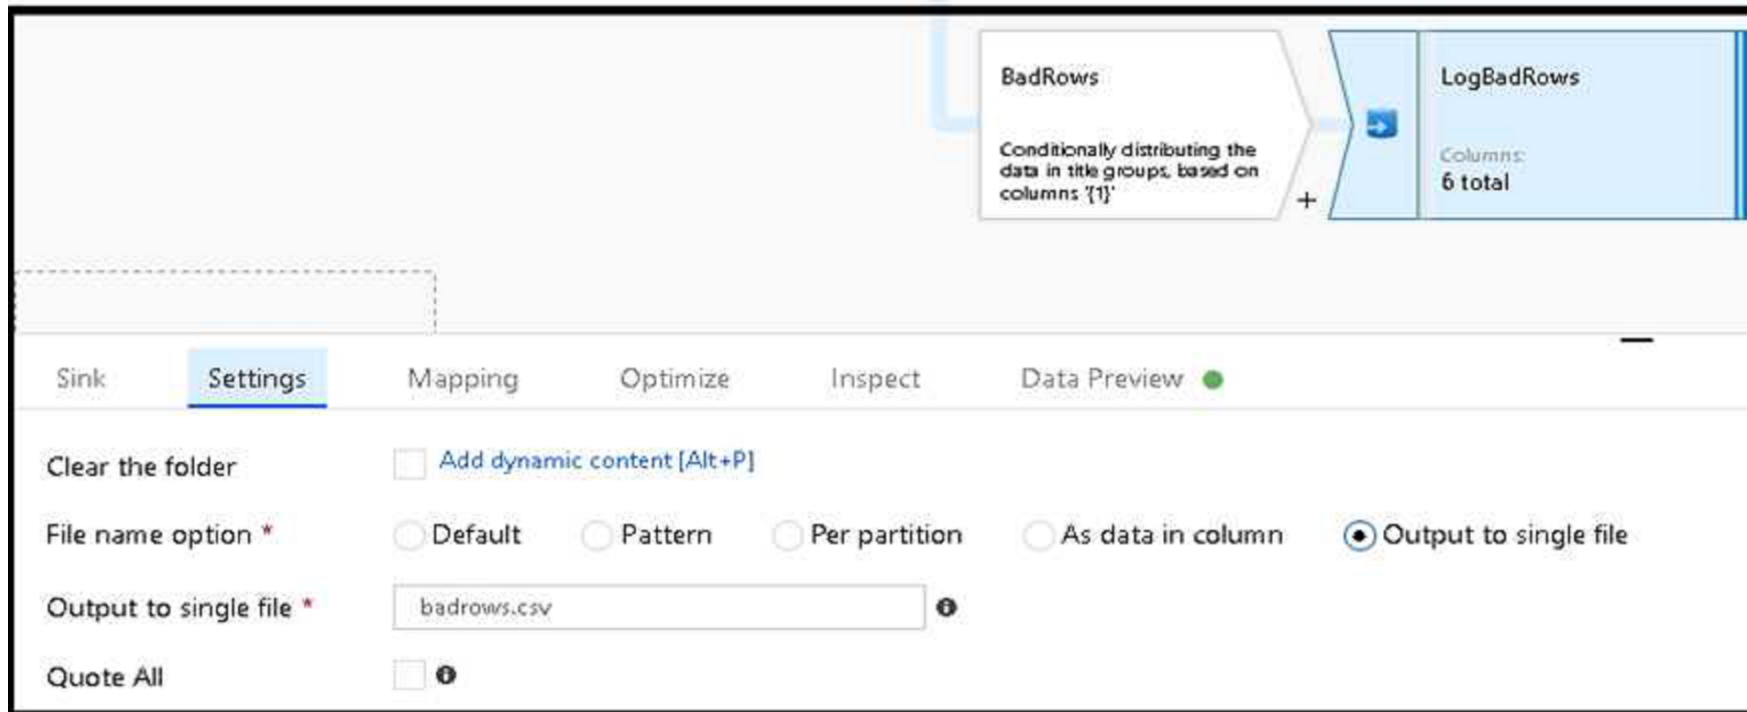 BadRows
Conditionally distributing the
data in title groups, based on
columns '{1}'
+
LogBadRows
Columns:
6 total
Sink Settings Mapping Optimize Inspect Data Preview
Clear the folder Add dynamic content [Alt+P]
File name option * Default Pattern Per partition As data in column Output to single file
Output to single file * badrows.csv
Quote All